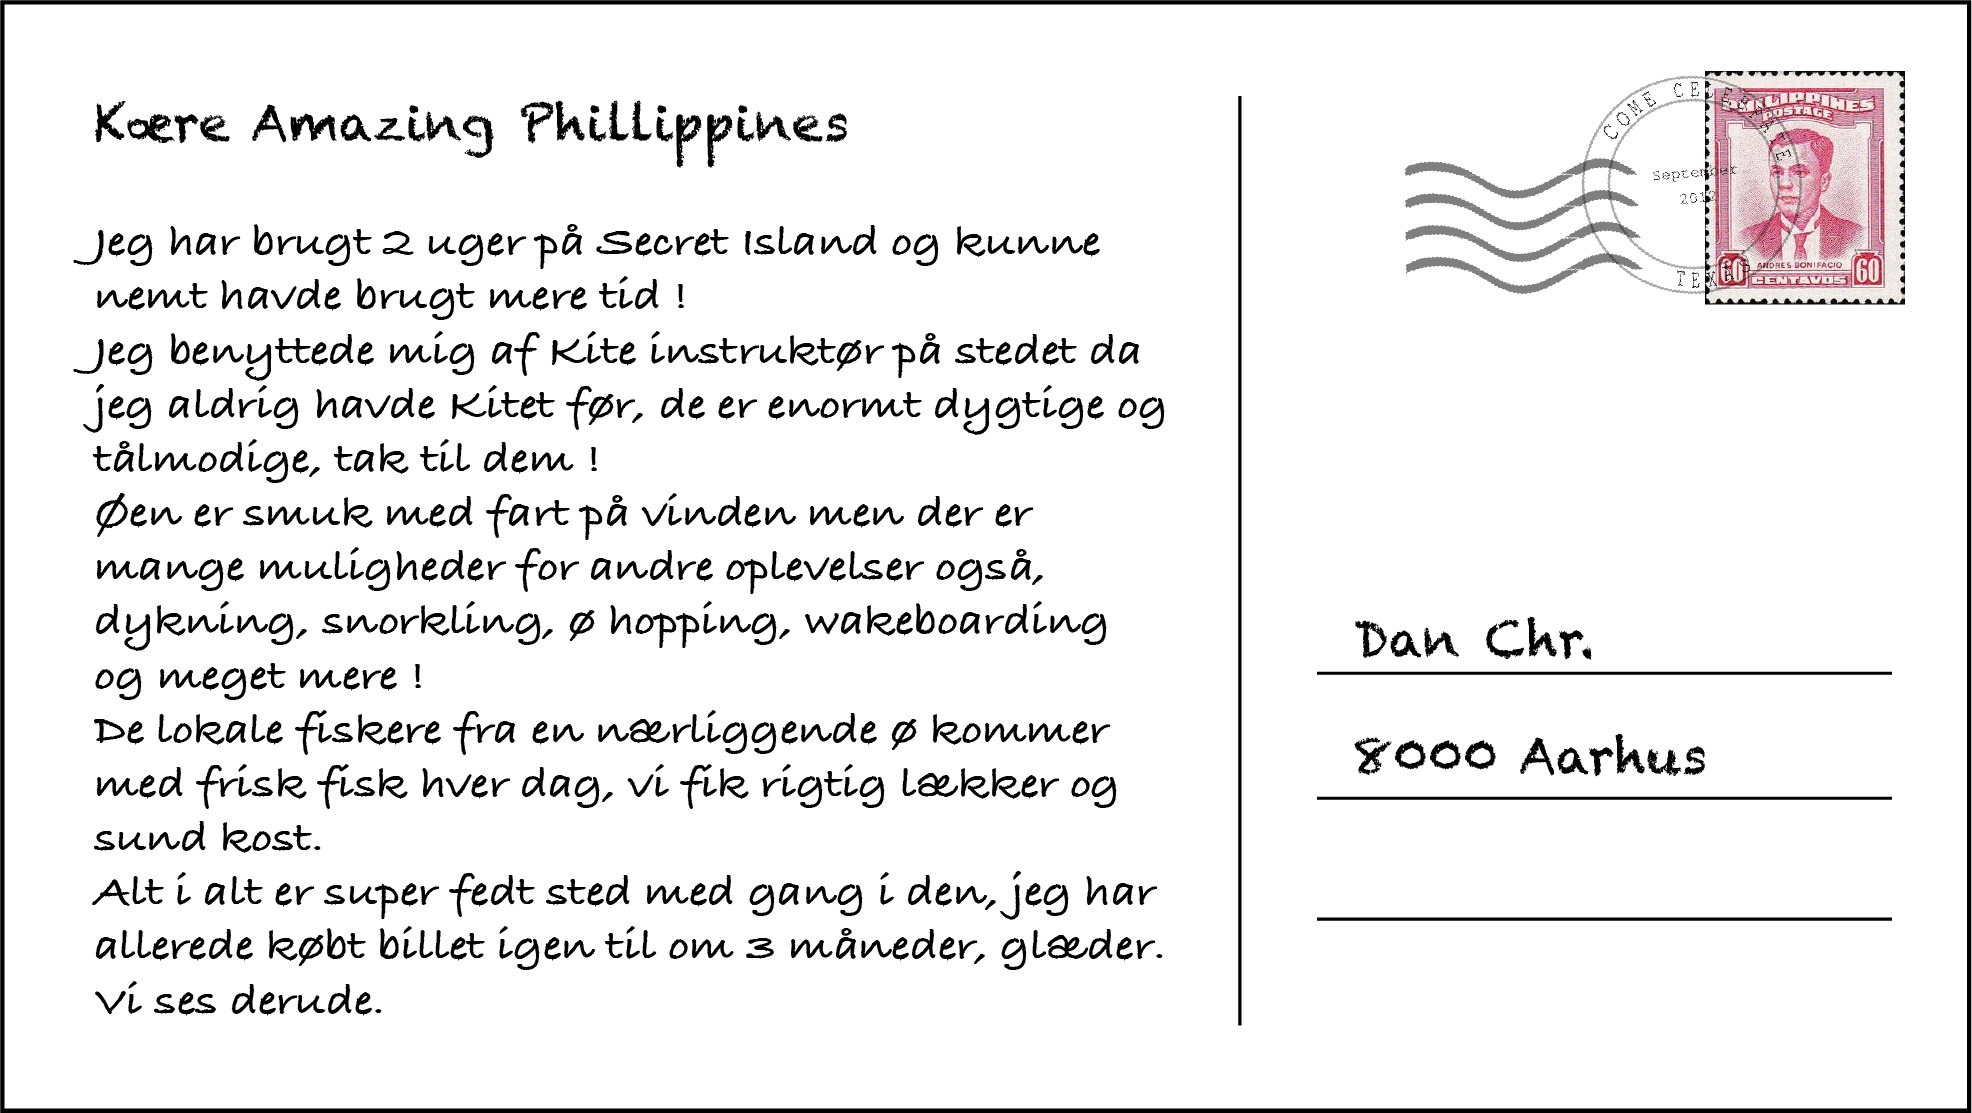 Kære Amazing Phillippines
Jeg har brugt 2 uger på Secret Island og kunne
nemt havde brugt mere tid !
Jeg benyttede mig af Kite instruktør på stedet da
jeg aldrig havde Kitet før, de er enormt dygtige og
tålmodige, tak til dem !
Øen er smuk med fart på vinden men der er
mange muligheder for andre oplevelser også,
dykning, snorkling, ø hopping, wakeboarding
og meget mere !
De lokale fiskere fra en nærliggende ø kommer
med frisk fisk hver dag, vi fik rigtig lækker og
sund kost.
Alt i alt er super fedt sted med gang i den, jeg har
allerede købt billet igen til om 3 måneder, glæder.
Vi ses derude.
COME CELEBRATE
September
2012
TEXAS
PHILIPPINES
POSTAGE
ANDRES BONIFACIO
60 CENTAVOS 60
Dan Chr.
8000 Aarhus